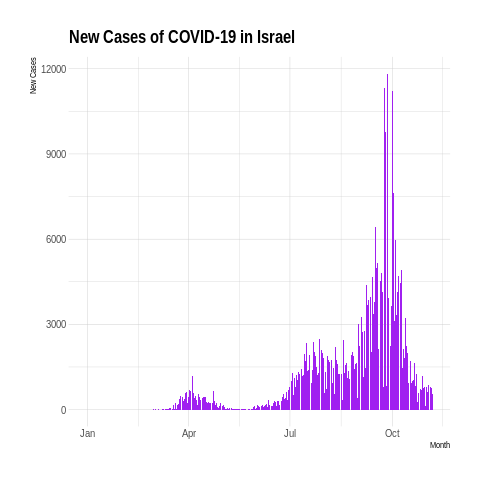 New Cases of COVID-19 in Israel
New Cases
12000
9000
6000
3000
0
Jan Apr Jul Oct
Month